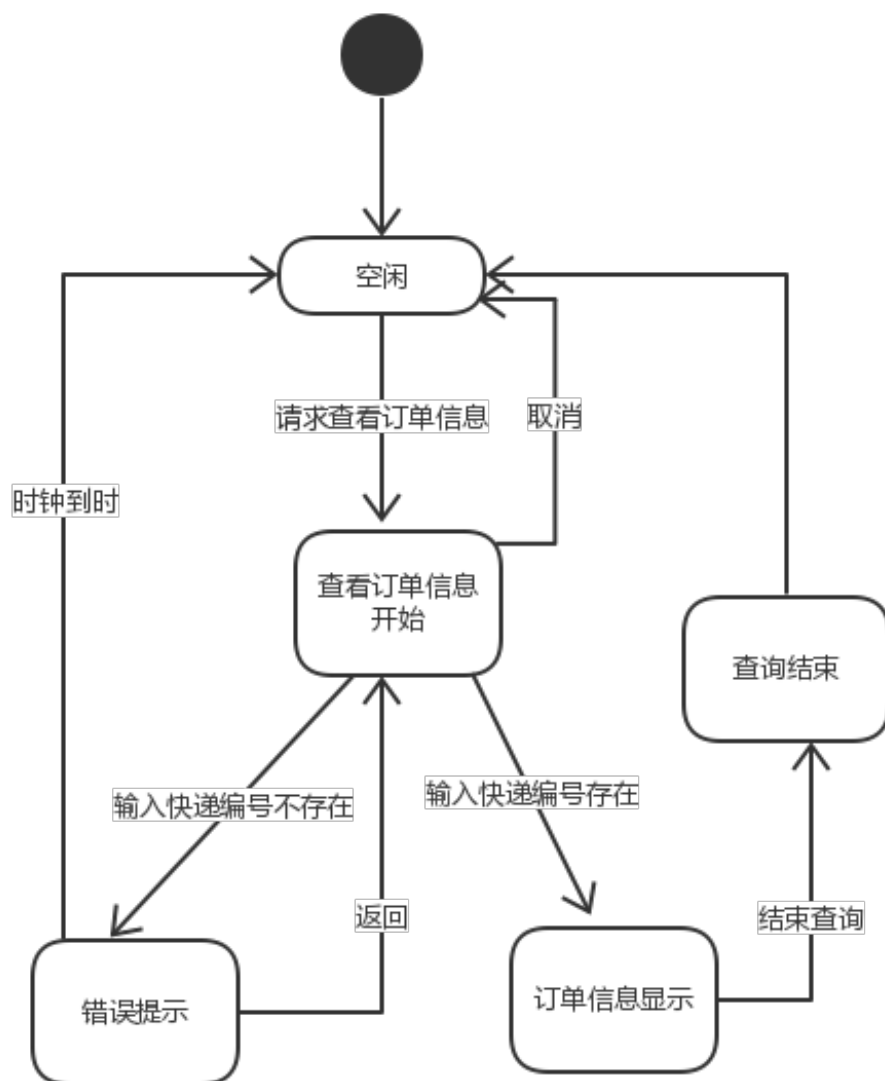 空闲
请求查看订单信息
取消
时钟到时
查看订单信息
开始
查询结束
输入快递编号不存在
输入快递编号存在
返回
结束查询
错误提示
订单信息显示